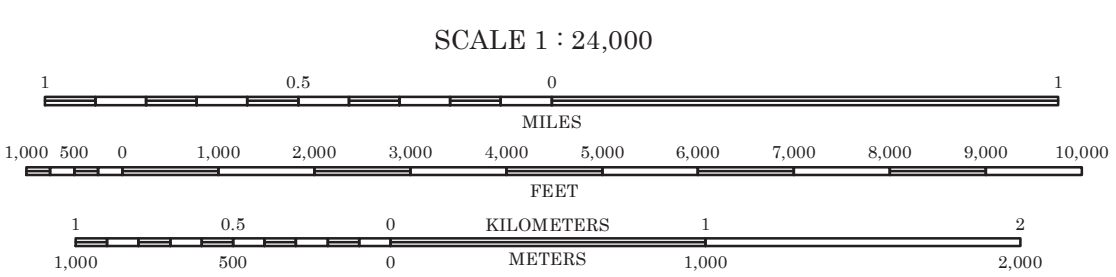 SCALE 1 : 24,000
1 0.5 0 1
MILES
1,000 500 0 1,000 2,000 3,000 4,000 5,000 6,000 7,000 8,000 9,000 10,000
FEET
1 0.5 0 KILOMETERS 1 2
1,000 500 0 METERS 1,000 2,000